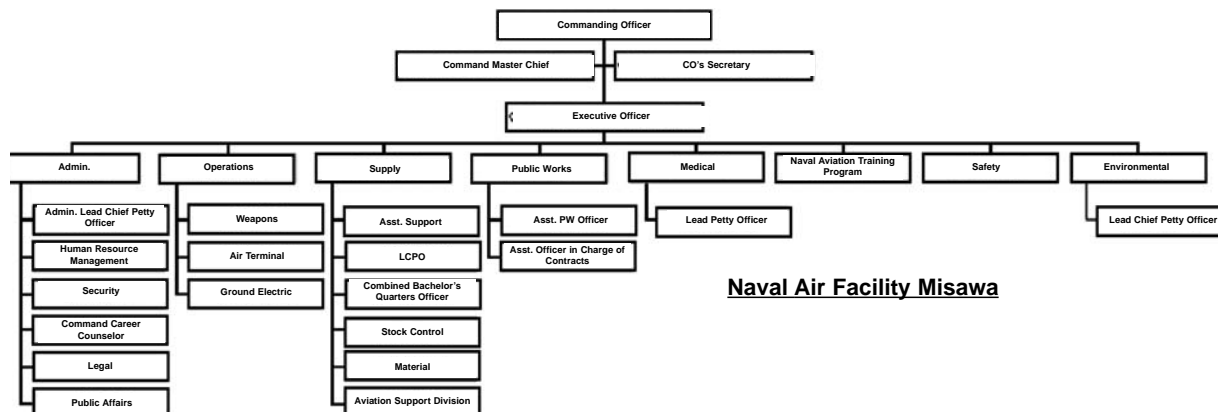 Commanding Officer
Command Master Chief
CO's Secretary
Executive Officer
Admin.
Operations
Supply
Public Works
Medical
Naval Aviation Training
Program
Safety
Environmental
Admin. Lead Chief Petty
Officer
Human Resource
Management
Security
Command Career
Counselor
Legal
Public Affairs
Weapons
Air Terminal
Ground Electric
Asst. Support
LCPO
Combined Bachelor's
Quarters Officer
Stock Control
Material
Aviation Support Division
Asst. PW Officer
Asst. Officer in Charge of
Contracts
Lead Petty Officer
Lead Chief Petty Officer
Naval Air Facility Misawa